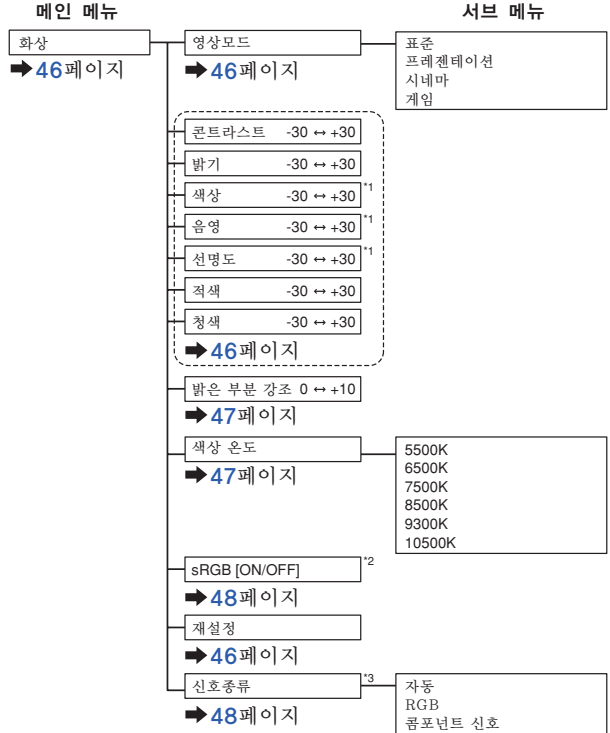 메인 메뉴
서브 메뉴
화상
➡46페이지
영상모드
➡46페이지
표준
프레젠테이션
시네마
게임
콘트라스트 -30 ↔ +30
밝기 -30 ↔ +30
색상 -30 ↔ +30 *1
음영 -30 ↔ +30 *1
선명도 -30 ↔ +30 *1
적색 -30 ↔ +30
청색 -30 ↔ +30
➡46페이지
밝은 부분 강조 0 ↔ +10
➡47페이지
색상 온도
➡47페이지
5500K
6500K
7500K
8500K
9300K
10500K
sRGB [ON/OFF] *2
➡48페이지
재설정
➡46페이지
신호종류 *3
➡48페이지
자동
RGB
콤포넌트 신호